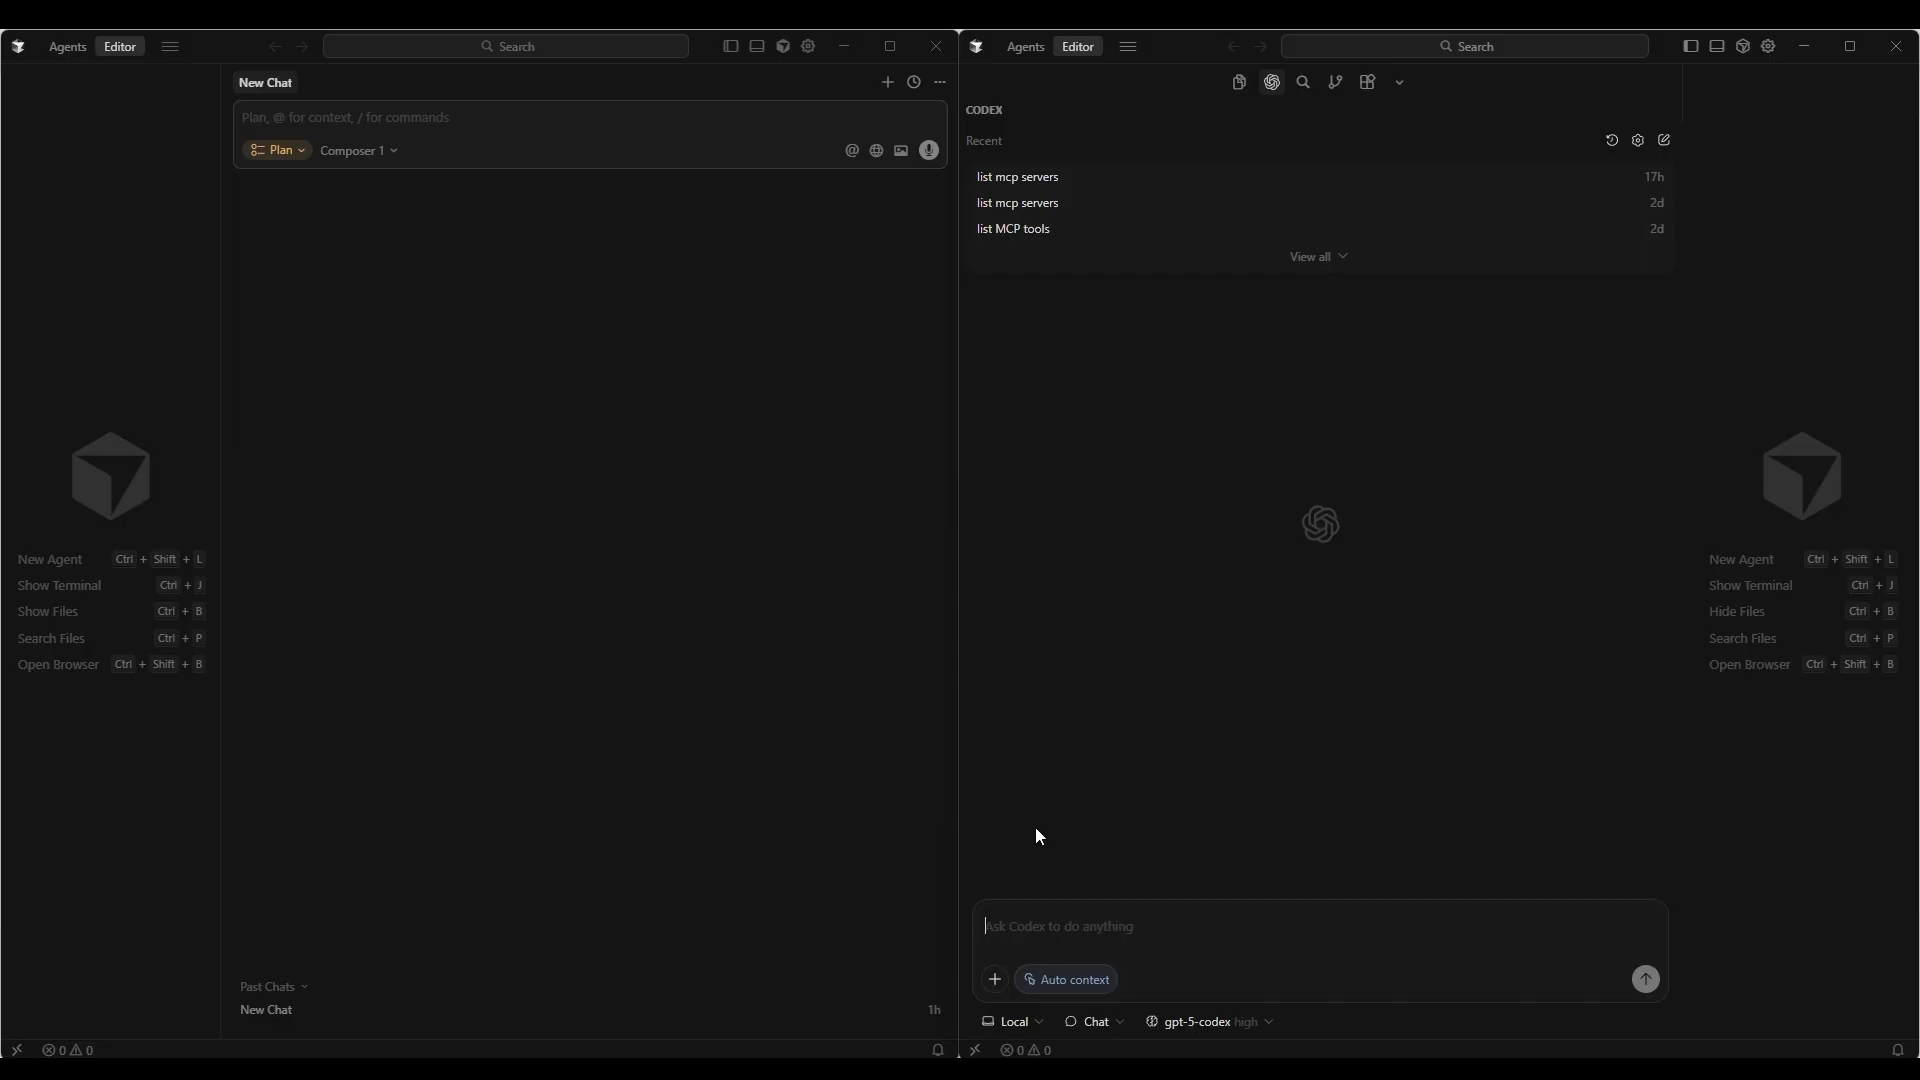 Agents Editor Search
New Chat
Plan, @ for context, / for commands
Plan Composer 1
New Agent Ctrl + Shift + L
Show Terminal Ctrl + J
Show Files Ctrl + B
Search Files Ctrl + P
Open Browser Ctrl + Shift + B
Past Chats
New Chat 1h
0 0
Agents Editor Search
CODEX
Recent
list mcp servers 17h
list mcp servers 2d
list MCP tools 2d
View all
Ask Codex to do anything
Auto context
Local Chat gpt-5-codex high
New Agent Ctrl + Shift + L
Show Terminal Ctrl + J
Hide Files Ctrl + B
Search Files Ctrl + P
Open Browser Ctrl + Shift + B
0 0